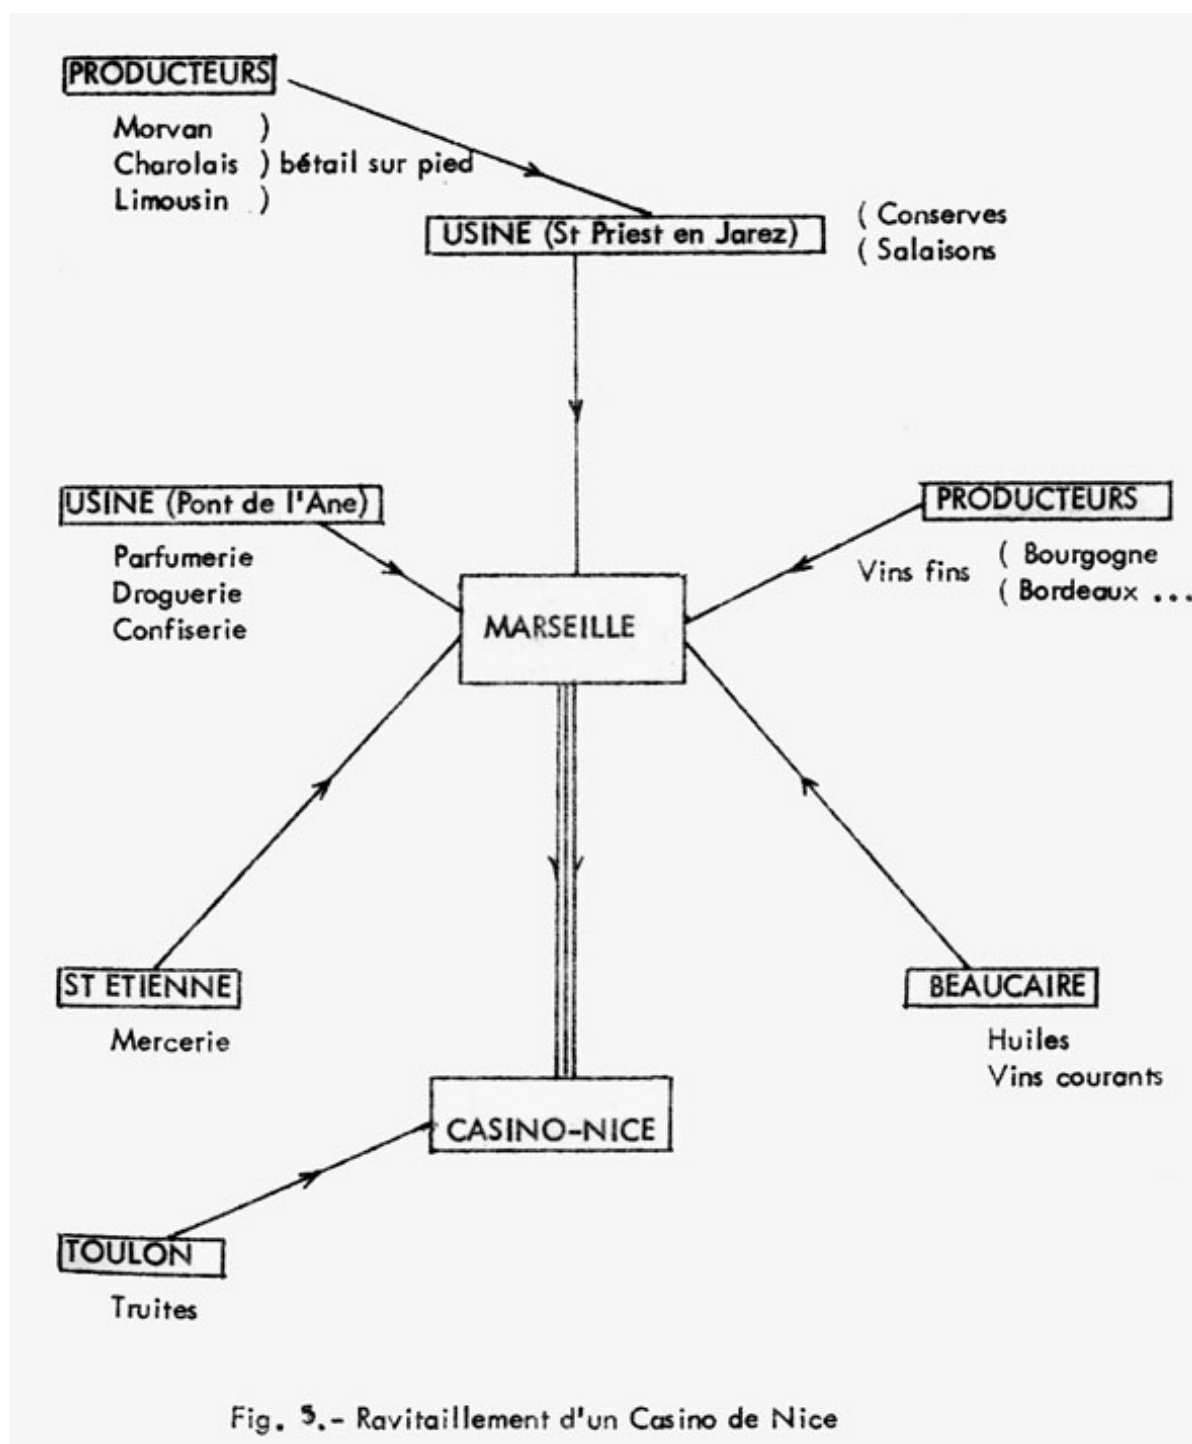 PRODUCTEURS
Morvan )
Charolais ) bétail sur pied
Limousin )
USINE (St Priest en Jarez)
( Conserves
( Salaisons
USINE (Pont de l'Ane)
Parfumerie
Droguerie
Confiserie
PRODUCTEURS
Vins fins ( Bourgogne
( Bordeaux ...
MARSEILLE
ST ETIENNE
Mercerie
BEAUCAIRE
Huiles
Vins courants
CASINO-NICE
TOULON
Truites
Fig. 5.- Ravitaillement d'un Casino de Nice